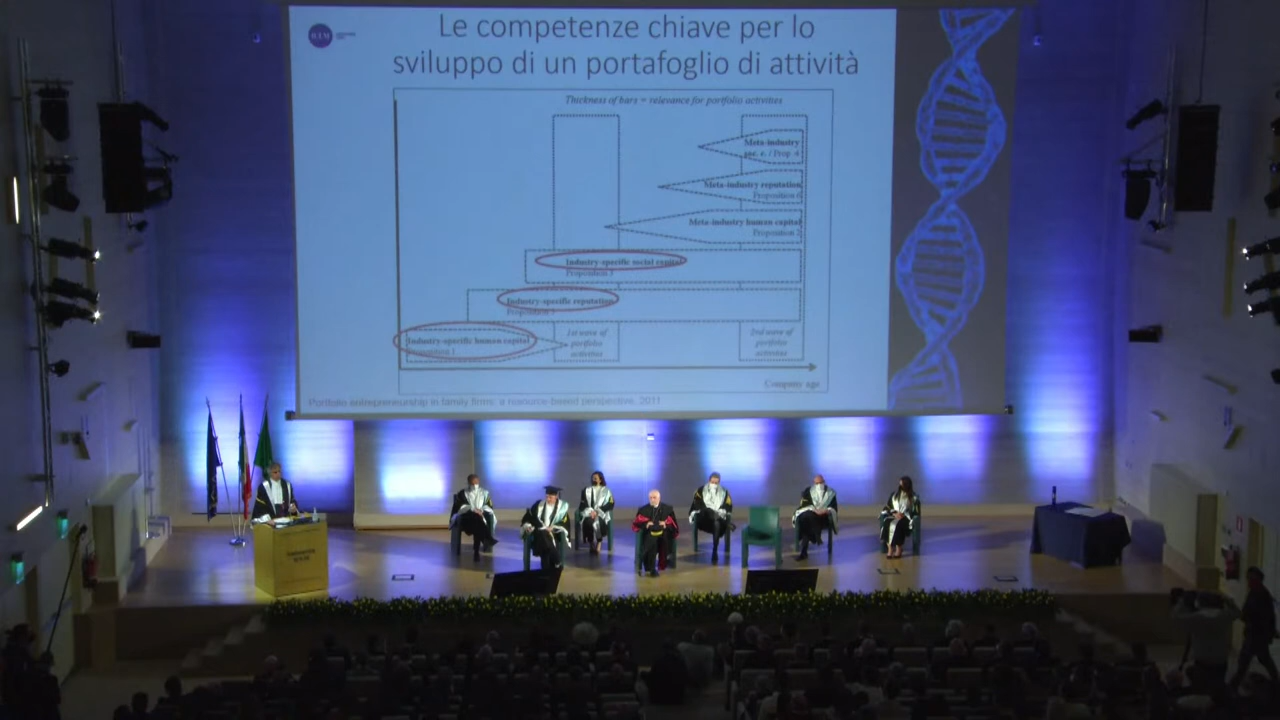 Le competenze chiave per lo
sviluppo di un portafoglio di attività
Thickness of bars = relevance for portfolio activities
Meta-industry
Meta-industry reputation
Proposition 6
Meta-industry human capital
Proposition
Industry-specific social capital
Proposition
Industry-specific reputation
Proposition
Industry-specific human capital
Proposition 1
1st wave of
portfolio
activities
2nd wave of
portfolio
activities
Company age
Portfolio entrepreneurship in family firms: a resource-based perspective, 2011